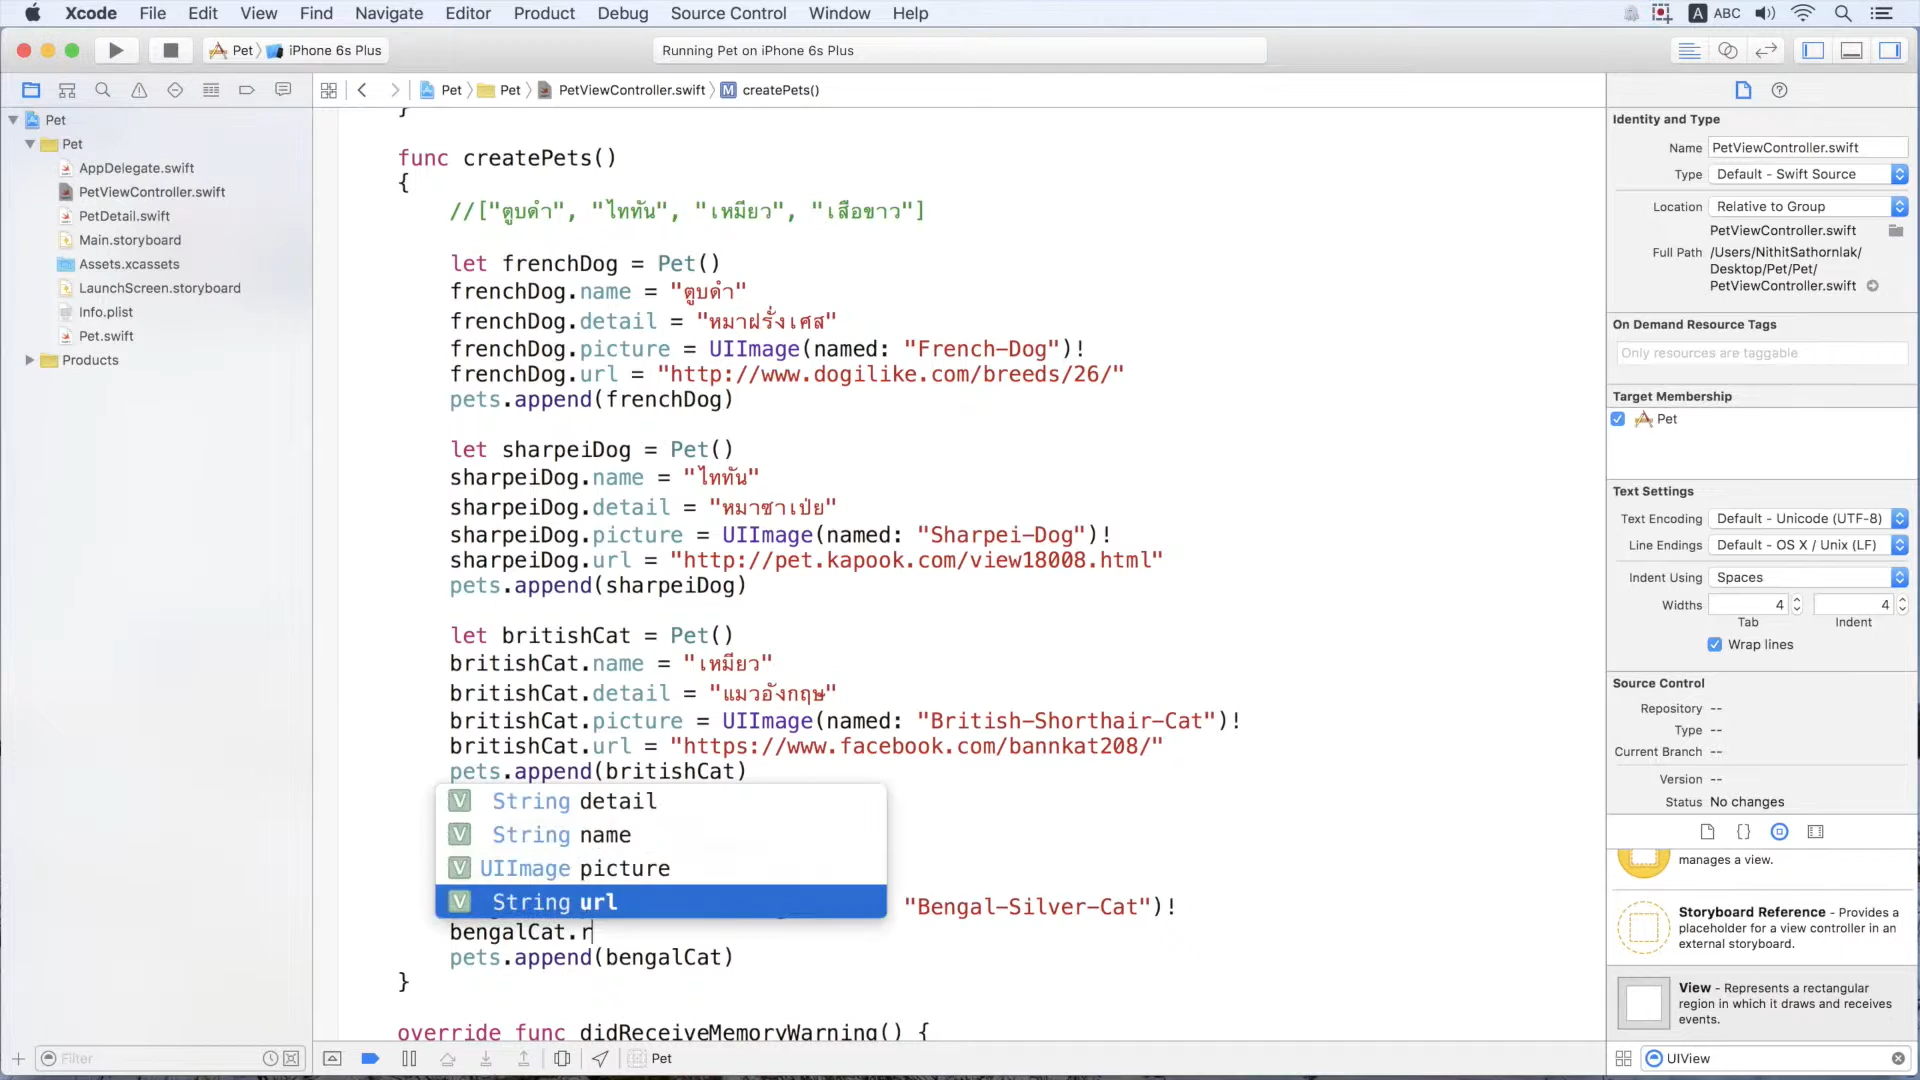 Xcode File Edit View Find Navigate Editor Product Debug Source Control Window Help A ABC
Pet iPhone 6s Plus Running Pet on iPhone 6s Plus
Pet Pet PetViewController.swift M createPets()
Pet
Pet
AppDelegate.swift
PetViewController.swift
PetDetail.swift
Main.storyboard
Assets.xcassets
LaunchScreen.storyboard
Info.plist
Pet.swift
Products
Filter
}
func createPets()
{
//["ตูบดำ", "ไททัน", "เหมียว", "เสือขาว"]
let frenchDog = Pet()
frenchDog.name = "ตูบดำ"
frenchDog.detail = "หมาฝรั่งเศส"
frenchDog.picture = UIImage(named: "French-Dog")!
frenchDog.url = "http://www.dogilike.com/breeds/26/"
pets.append(frenchDog)
let sharpeiDog = Pet()
sharpeiDog.name = "ไททัน"
sharpeiDog.detail = "หมาชาเป่ย"
sharpeiDog.picture = UIImage(named: "Sharpei-Dog")!
sharpeiDog.url = "http://pet.kapook.com/view18008.html"
pets.append(sharpeiDog)
let britishCat = Pet()
britishCat.name = "เหมียว"
britishCat.detail = "แมวอังกฤษ"
britishCat.picture = UIImage(named: "British-Shorthair-Cat")!
britishCat.url = "https://www.facebook.com/bannkat208/"
pets.append(britishCat)
V String detail
V String name
V UIImage picture
V String url
"Bengal-Silver-Cat")!
bengalCat.r
pets.append(bengalCat)
}
override func didReceiveMemoryWarning() {
Pet
Identity and Type
Name PetViewController.swift
Type Default - Swift Source
Location Relative to Group
PetViewController.swift
Full Path /Users/NithitSathornlak/
Desktop/Pet/Pet/
PetViewController.swift
On Demand Resource Tags
Only resources are taggable
Target Membership
Pet
Text Settings
Text Encoding Default - Unicode (UTF-8)
Line Endings Default - OS X / Unix (LF)
Indent Using Spaces
Widths 4 4
Tab Indent
Wrap lines
Source Control
Repository --
Type --
Current Branch --
Version --
Status No changes
{}
manages a view.
Storyboard Reference - Provides a
placeholder for a view controller in an
external storyboard.
View - Represents a rectangular
region in which it draws and receives
events.
UIView